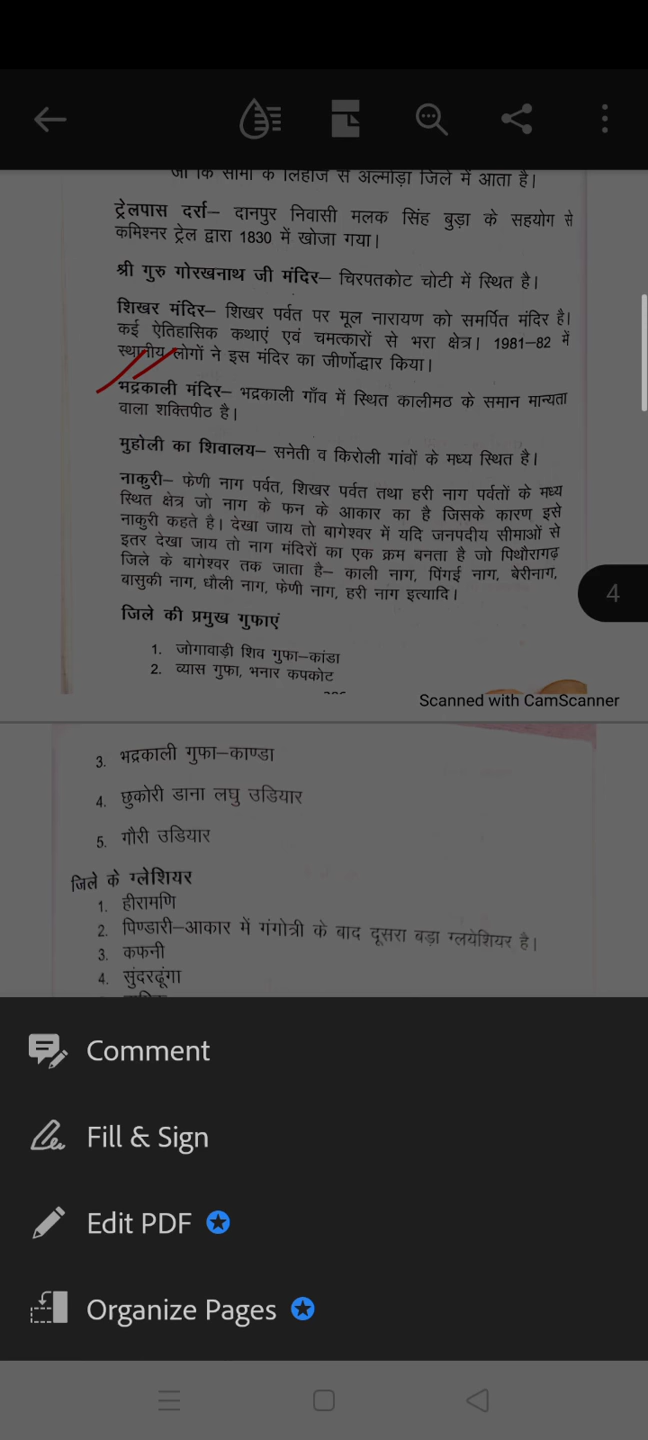 जो कि सीमा के लिहाज से अल्मोड़ा जिले में आता है।
ट्रेलपास दर्रा– दानपुर निवासी मलक सिंह बुड़ा के सहयोग से
कमिश्नर ट्रेल द्वारा 1830 में खोजा गया।
श्री गुरु गोरखनाथ जी मंदिर– चिरपतकोट चोटी में स्थित है।
शिखर मंदिर– शिखर पर्वत पर मूल नारायण को समर्पित मंदिर है।
कई ऐतिहासिक कथाएं एवं चमत्कारों से भरा क्षेत्र। 1981–82 में
स्थानीय लोगों ने इस मंदिर का जीर्णोद्धार किया।
भद्रकाली मंदिर– भद्रकाली गाँव में स्थित कालीमठ के समान मान्यता
वाला शक्तिपीठ है।
मुहोली का शिवालय– सनेती व किरोली गांवों के मध्य स्थित है।
नाकुरी– फेणी नाग पर्वत, शिखर पर्वत तथा हरी नाग पर्वतों के मध्य
स्थित क्षेत्र जो नाग के फन के आकार का है जिसके कारण इसे
नाकुरी कहते है। देखा जाय तो बागेश्वर में यदि जनपदीय सीमाओं से
इतर देखा जाय तो नाग मंदिरों का एक क्रम बनता है जो पिथौरागढ़
जिले के बागेश्वर तक जाता है– काली नाग, पिंगई नाग, बेरीनाग,
बासुकी नाग, धौली नाग, फेणी नाग, हरी नाग इत्यादि।
4
जिले की प्रमुख गुफाएं
1. जोगावाड़ी शिव गुफा–कांडा
2. व्यास गुफा, भनार कपकोट
Scanned with CamScanner
3. भद्रकाली गुफा–काण्डा
4. छुकोरी डाना लघु उडियार
5. गौरी उडियार
जिले के ग्लेशियर
1. हीरामणि
2. पिण्डारी–आकार में गंगोत्री के बाद दूसरा बड़ा ग्लयेशियर है।
3. कफनी
4. सुंदरढूंगा
Comment
Fill & Sign
Edit PDF
Organize Pages